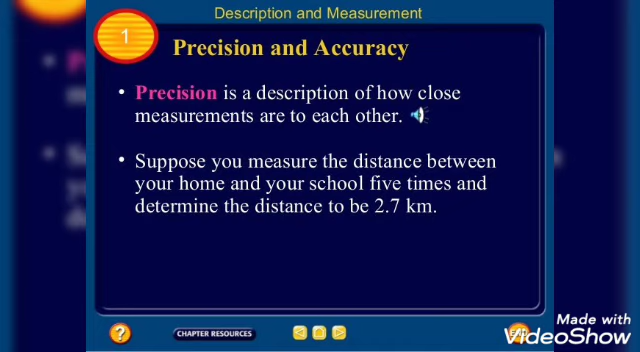 Description and Measurement
1
Precision and Accuracy
• Precision is a description of how close
measurements are to each other.
• Suppose you measure the distance between
your home and your school five times and
determine the distance to be 2.7 km.
?
CHAPTER RESOURCES
Made with
VideoShow